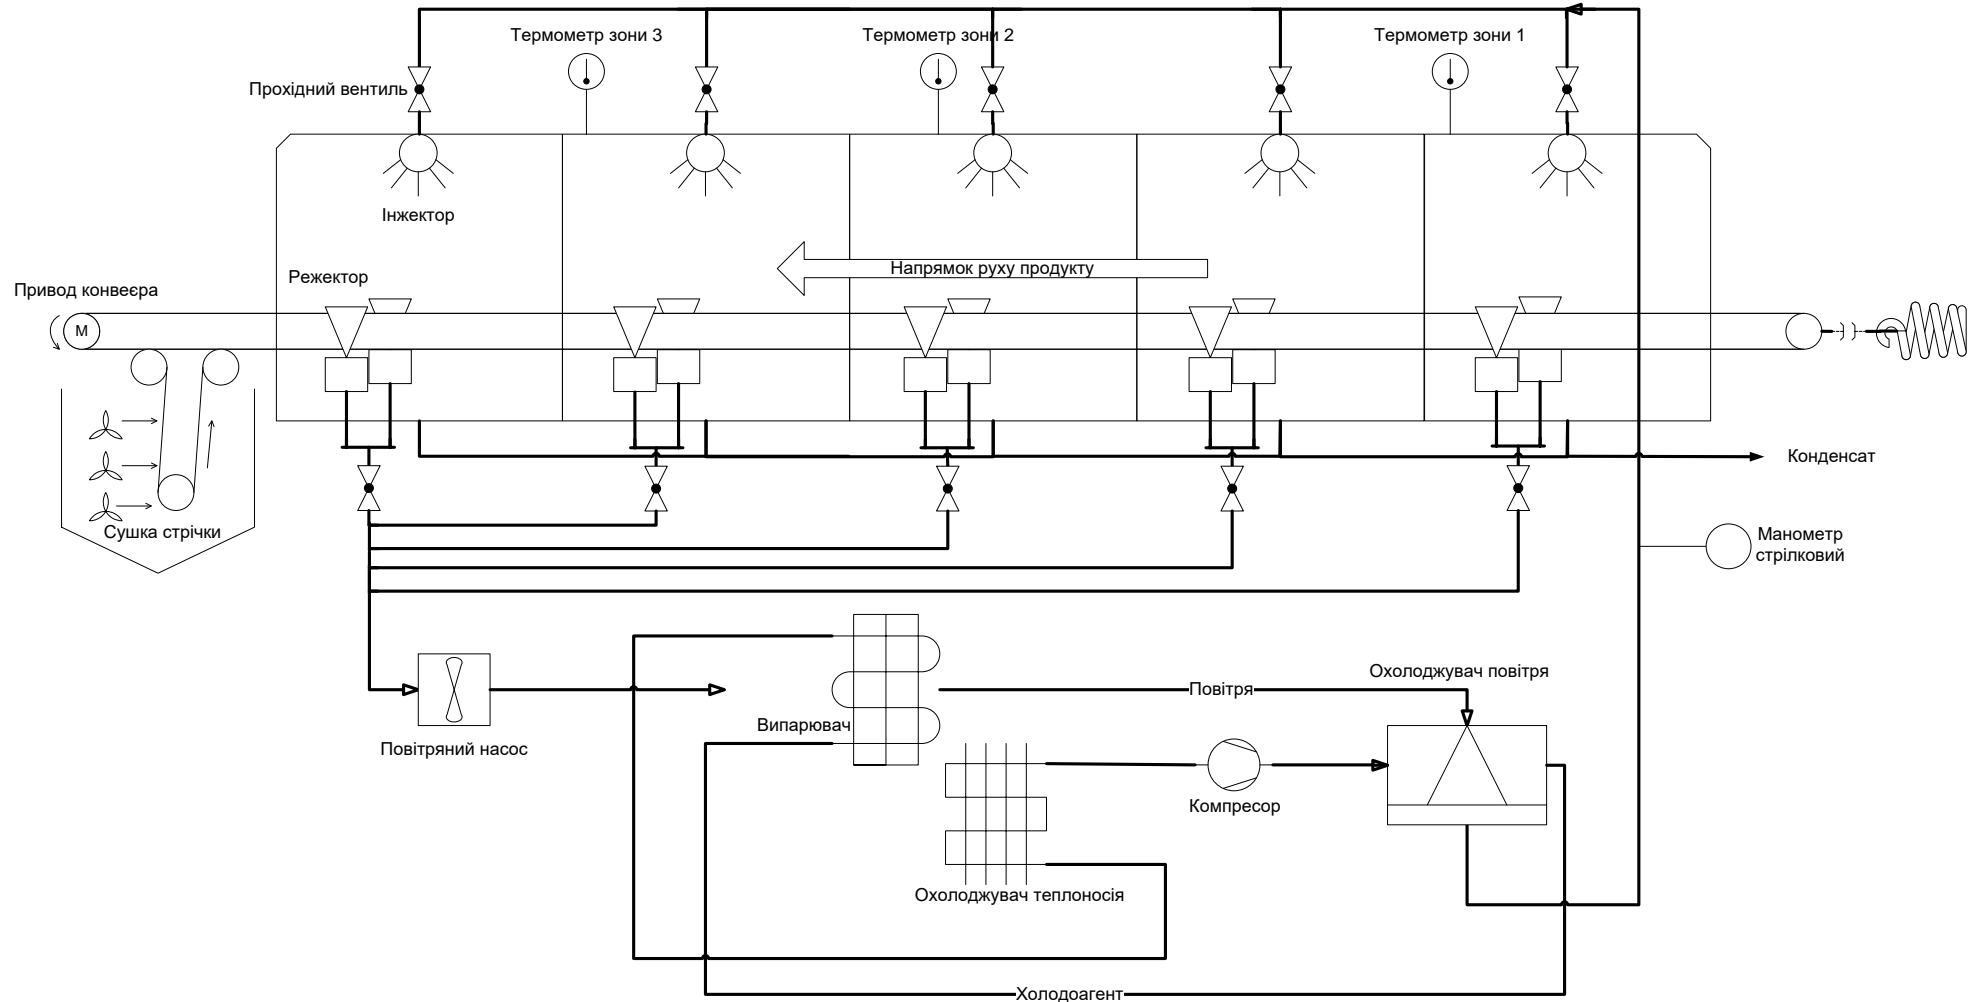 Термометр зони 3
Термометр зони 2
Термометр зони 1
Прохідний вентиль
Інжектор
Напрямок руху продукту
Режектор
Привод конвеєра
М
Конденсат
Сушка стрічки
Манометр
стрілковий
Охолоджувач повітря
Повітря
Випарювач
Повітряний насос
Компресор
Охолоджувач теплоносія
Холодоагент